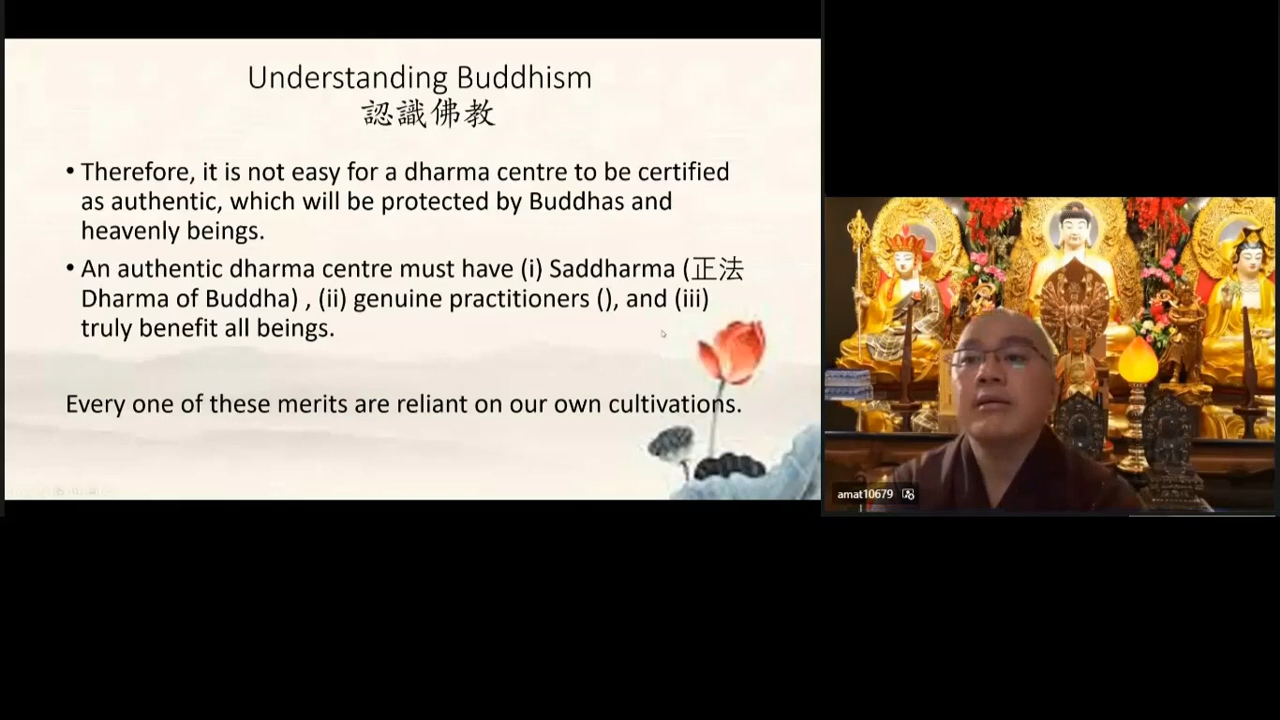 Understanding Buddhism
認識佛教
• Therefore, it is not easy for a dharma centre to be certified
as authentic, which will be protected by Buddhas and
heavenly beings.
• An authentic dharma centre must have (i) Saddharma (正法
Dharma of Buddha) , (ii) genuine practitioners (), and (iii)
truly benefit all beings.
Every one of these merits are reliant on our own cultivations.
amat10679